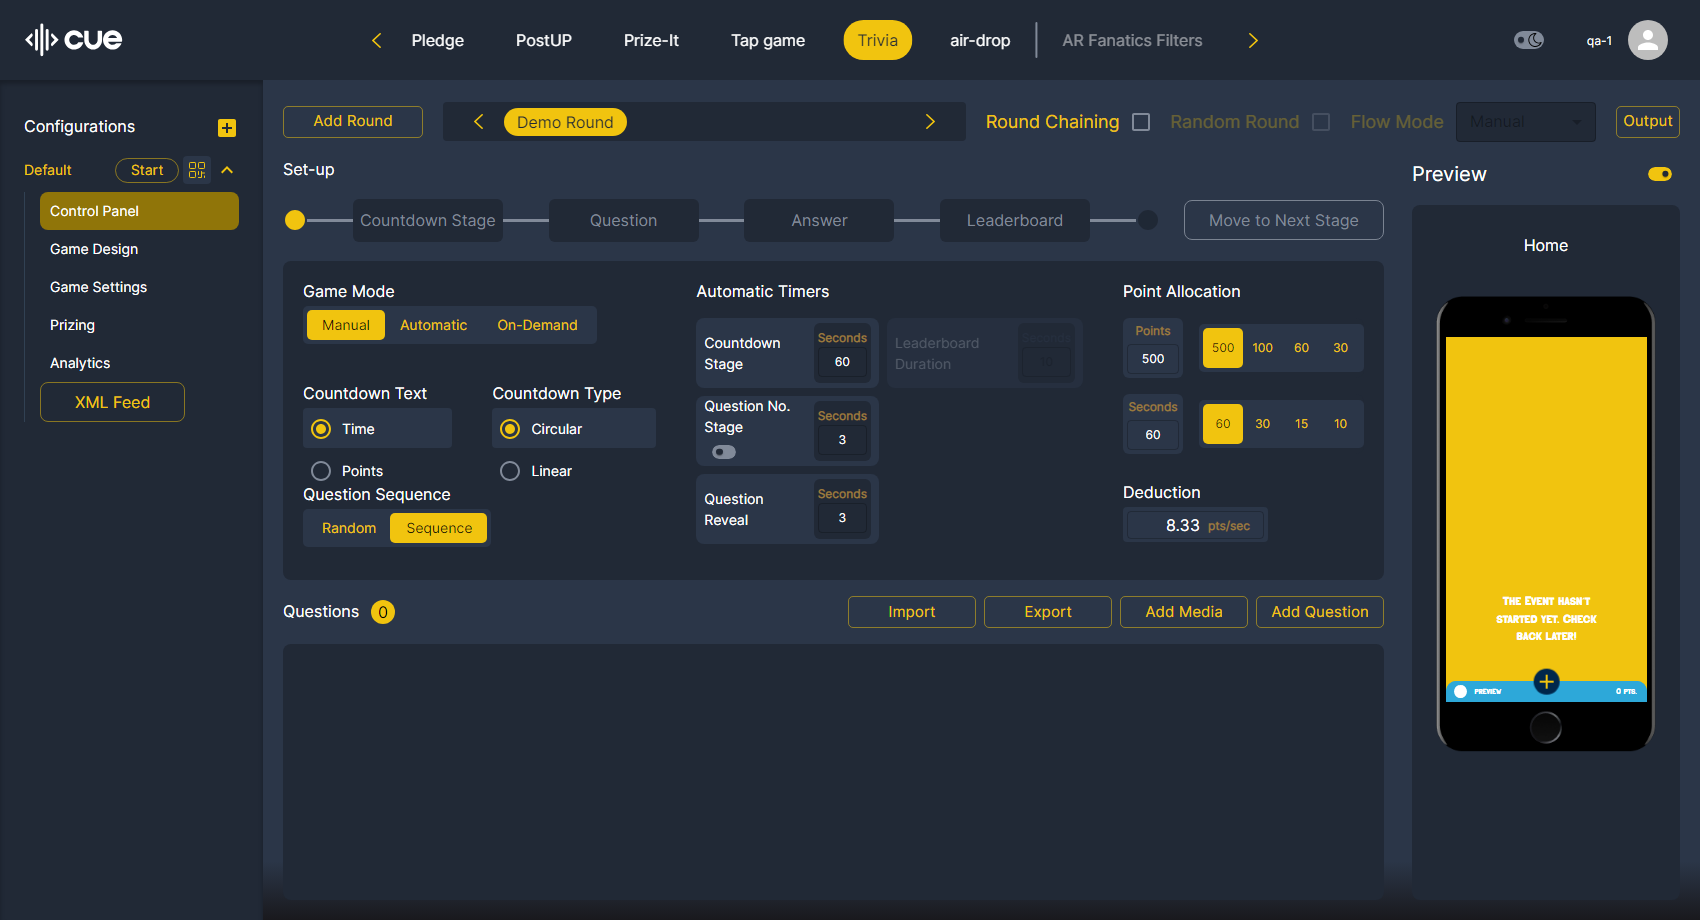 cue
Pledge
PostUP
Prize-It
Tap game
Trivia
air-drop
AR Fanatics Filters
qa-1
Configurations
Default
Start
Control Panel
Game Design
Game Settings
Prizing
Analytics
XML Feed
Add Round
Demo Round
Round Chaining
Random Round
Flow Mode
Manual
Output
Set-up
Countdown Stage
Question
Answer
Leaderboard
Move to Next Stage
Game Mode
Manual
Automatic
On-Demand
Countdown Text
Time
Points
Countdown Type
Circular
Linear
Question Sequence
Random
Sequence
Automatic Timers
Countdown
Stage
Seconds
60
Leaderboard
Duration
Seconds
10
Question No.
Stage
Seconds
3
Question
Reveal
Seconds
3
Point Allocation
Points
500
500
100
60
30
Seconds
60
60
30
15
10
Deduction
8.33 pts/sec
Questions 0
Import
Export
Add Media
Add Question
Preview
Home
The Event hasn't
started yet. Check
back later!
PREVIEW
0 PTS.